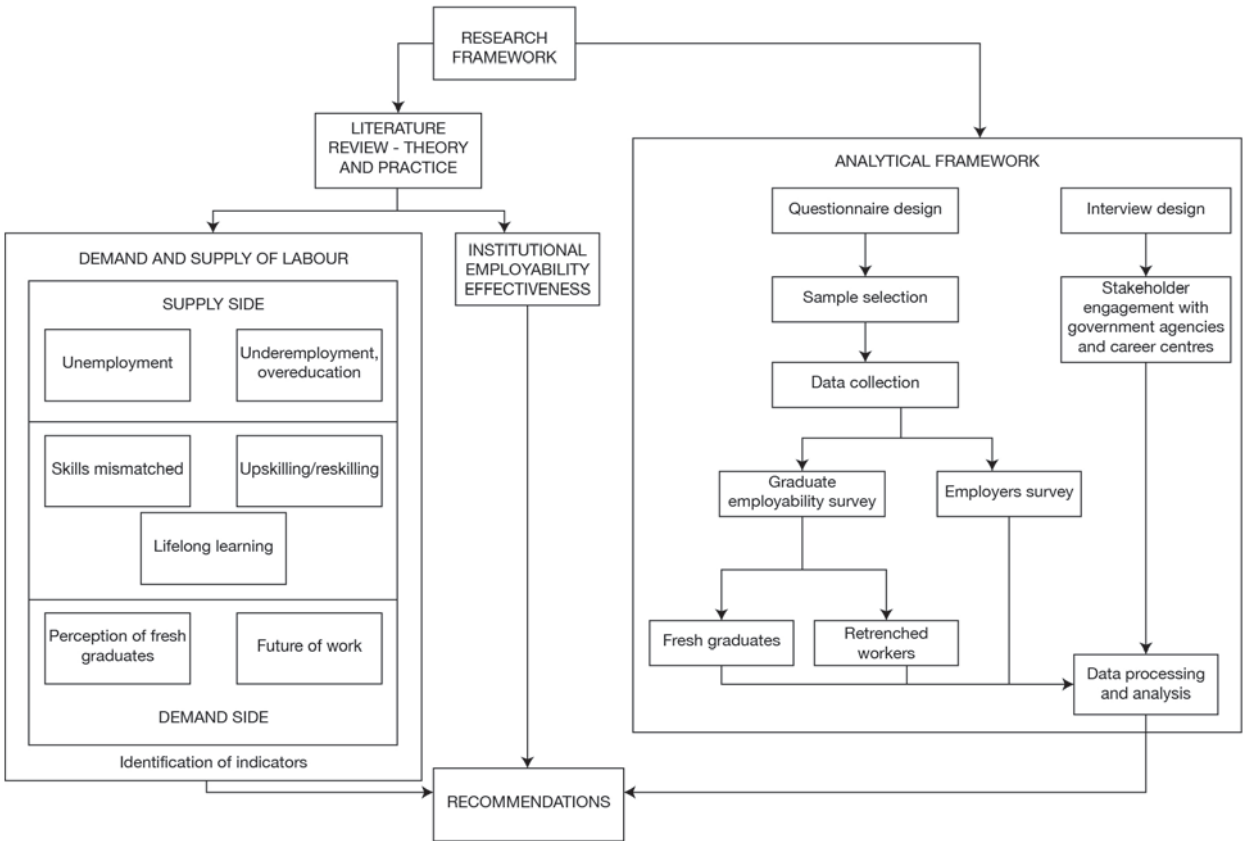 RESEARCH
FRAMEWORK
LITERATURE
REVIEW - THEORY
AND PRACTICE
DEMAND AND SUPPLY OF LABOUR
SUPPLY SIDE
Unemployment
Underemployment,
overeducation
Skills mismatched
Upskilling/reskilling
Lifelong learning
Perception of fresh
graduates
Future of work
DEMAND SIDE
Identification of indicators
INSTITUTIONAL
EMPLOYABILITY
EFFECTIVENESS
ANALYTICAL FRAMEWORK
Questionnaire design
Interview design
Sample selection
Stakeholder
engagement with
government agencies
and career centres
Data collection
Graduate
employability survey
Employers survey
Fresh graduates
Retrenched
workers
Data processing
and analysis
RECOMMENDATIONS